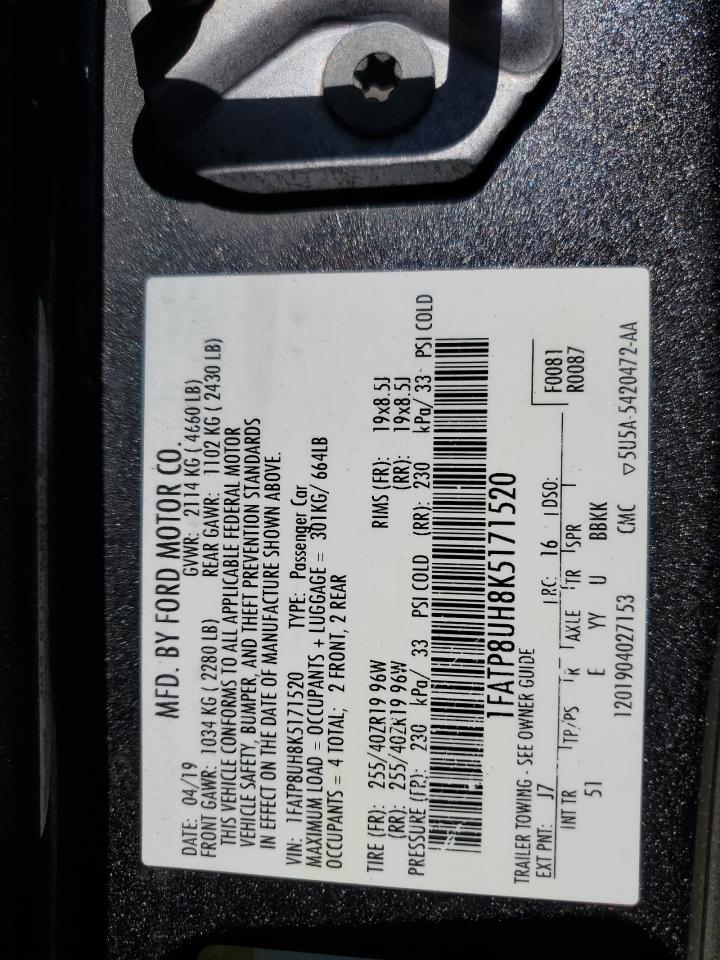 MFD. BY FORD MOTOR CO.
DATE: 04/19 GVWR: 2114 KG ( 4660 LB)
FRONT GAWR: 1034 KG ( 2280 LB) REAR GAWR: 1102 KG ( 2430 LB)
THIS VEHICLE CONFORMS TO ALL APPLICABLE FEDERAL MOTOR
VEHICLE SAFETY, BUMPER, AND THEFT PREVENTION STANDARDS
IN EFFECT ON THE DATE OF MANUFACTURE SHOWN ABOVE.
VIN: 1FATP8UH8K5171520 TYPE: Passenger Car
MAXIMUM LOAD = OCCUPANTS + LUGGAGE = 301KG/ 664LB
OCCUPANTS = 4 TOTAL; 2 FRONT, 2 REAR
TIRE (FR): 255/40ZR19 96W RIMS (FR): 19x8.5J
(RR): 255/40ZR19 96W (RR): 19x8.5J
PRESSURE (FR): 230 kPa/ 33 PSI COLD (RR): 230 kPa/ 33 PSI COLD
1FATP8UH8K5171520
TRAILER TOWING - SEE OWNER GUIDE
EXT PNT: J7 RC: 16 DSO: F0081
INT TR TP/PS R AXLE TR SPR R0087
51 E YY U BBKK
1201904027153 CMC ▽5U5A-5420472-AA